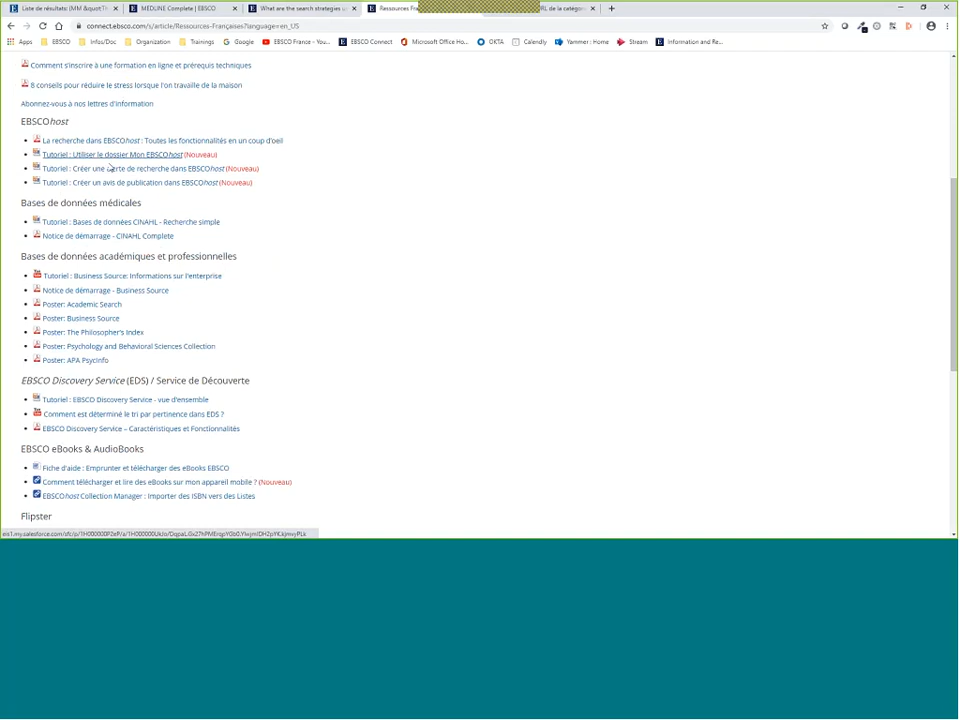 Liste de résultats: (MM &quot;T
MEDLINE Complete | EBSCO
What are the search strategies u
Ressources Fra
RL de la catégor
connect.ebsco.com/s/article/Ressources-Françaises?language=en_US
Apps
EBSCO
Infos/Doc
Organization
Trainings
Google
EBSCO France – You...
EBSCO Connect
Microsoft Office Ho...
OKTA
Calendly
Yammer : Home
Stream
Information and Re...
Comment s'inscrire à une formation en ligne et prérequis techniques
8 conseils pour réduire le stress lorsque l'on travaille de la maison
Abonnez-vous à nos lettres d'information
EBSCOhost
La recherche dans EBSCOhost : Toutes les fonctionnalités en un coup d'oeil
Tutoriel : Utiliser le dossier Mon EBSCOhost (Nouveau)
Tutoriel : Créer une alerte de recherche dans EBSCOhost (Nouveau)
Tutoriel : Créer un avis de publication dans EBSCOhost (Nouveau)
Bases de données médicales
Tutoriel : Bases de données CINAHL - Recherche simple
Notice de démarrage - CINAHL Complete
Bases de données académiques et professionnelles
Tutoriel : Business Source: Informations sur l'entreprise
Notice de démarrage - Business Source
Poster: Academic Search
Poster: Business Source
Poster: The Philosopher's Index
Poster: Psychology and Behavioral Sciences Collection
Poster: APA PsycInfo
EBSCO Discovery Service (EDS) / Service de Découverte
Tutoriel : EBSCO Discovery Service - vue d'ensemble
Comment est déterminé le tri par pertinence dans EDS ?
EBSCO Discovery Service – Caractéristiques et Fonctionnalités
EBSCO eBooks & AudioBooks
Fiche d'aide : Emprunter et télécharger des eBooks EBSCO
Comment télécharger et lire des eBooks sur mon appareil mobile ? (Nouveau)
EBSCOhost Collection Manager : Importer des ISBN vers des Listes
Flipster